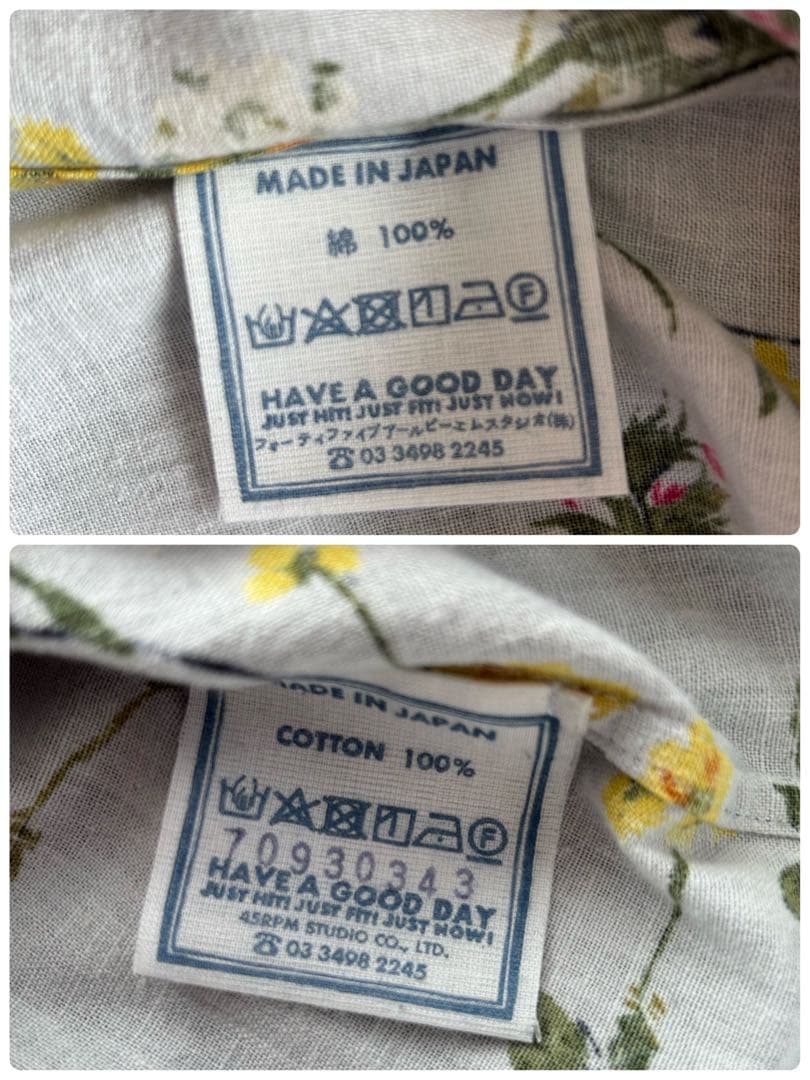 MADE IN JAPAN
綿 100%
F
HAVE A GOOD DAY
JUST HIT! JUST FIT! JUST NOW!
フォーティファイブアールピーエムスタジオ(株)
☎ 03 3498 2245
MADE IN JAPAN
COTTON 100%
F
70930343
HAVE A GOOD DAY
JUST HIT! JUST FIT! JUST NOW!
45RPM STUDIO CO., LTD.
☎ 03 3498 2245